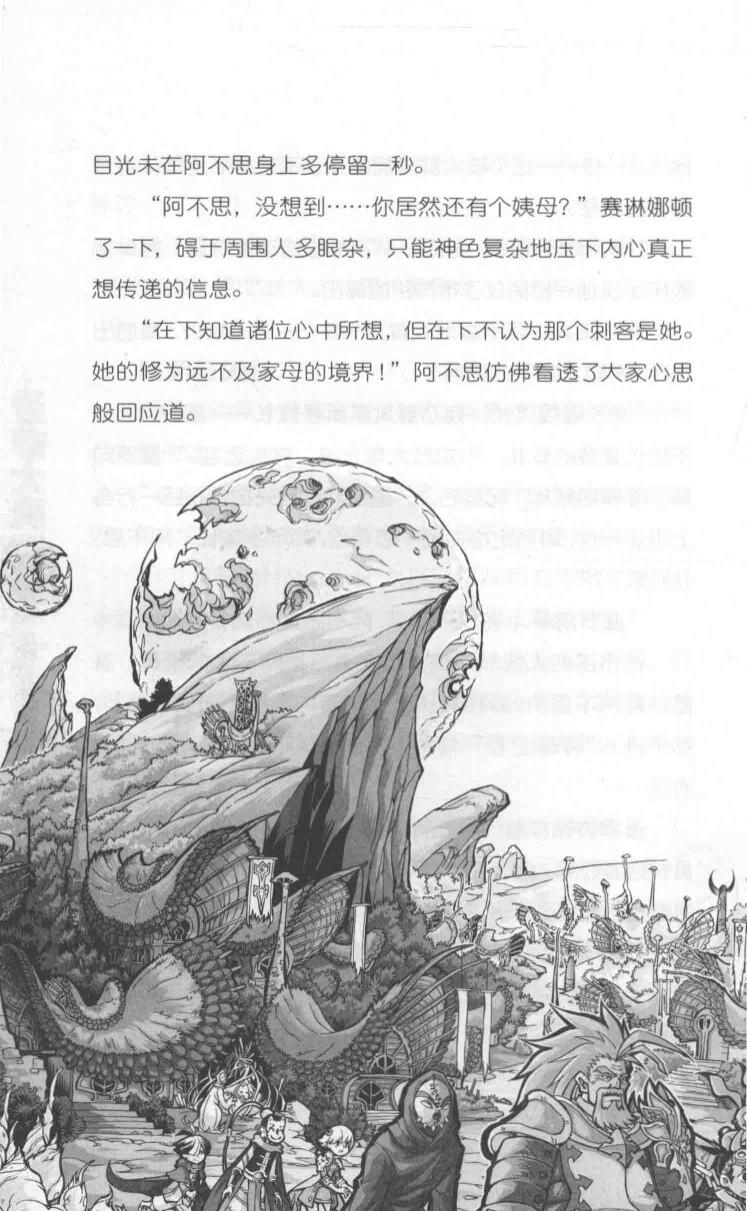 目光未在阿不思身上多停留一秒。
“阿不思，没想到……你居然还有个姨母？”赛琳娜顿
了一下，碍于周围人多眼杂，只能神色复杂地压下内心真正
想传递的信息。
“在下知道诸位心中所想，但在下不认为那个刺客是她。
她的修为远不及家母的境界！”阿不思仿佛看透了大家心思
般回应道。